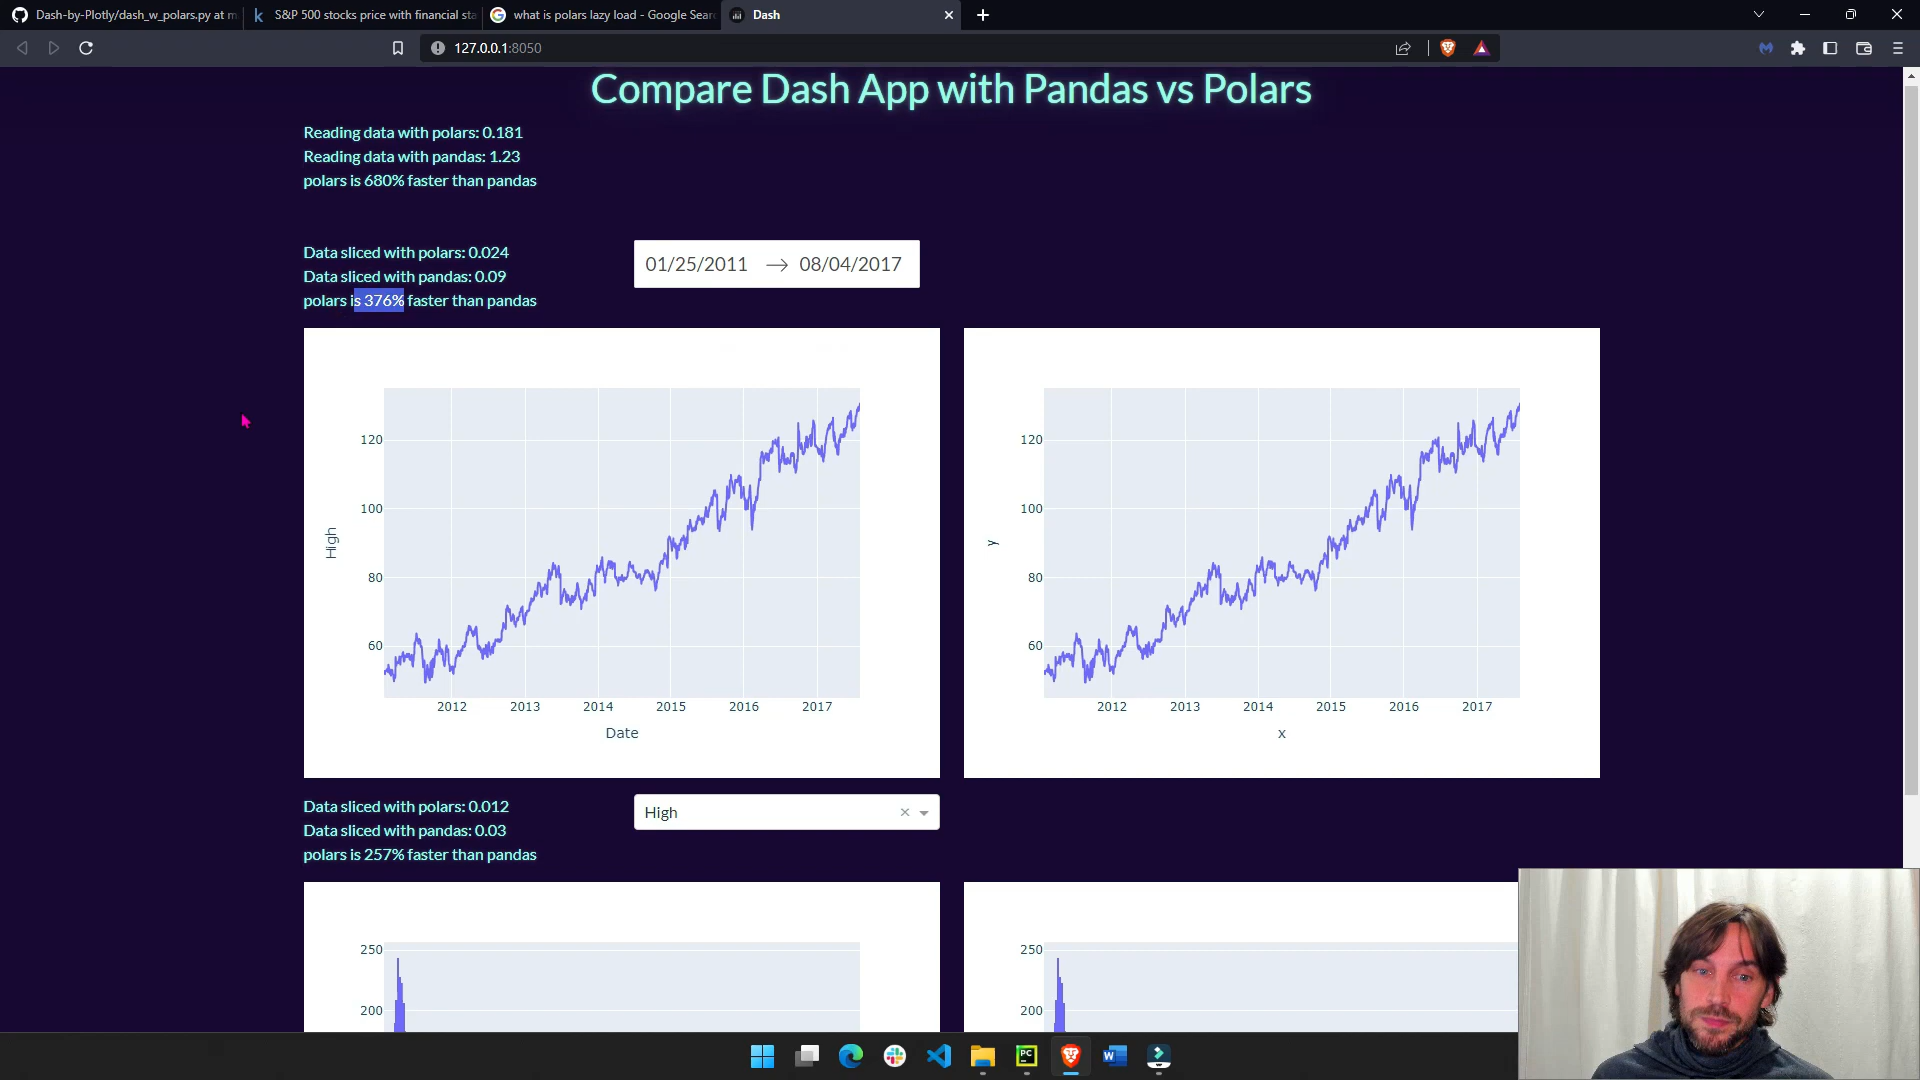 Dash-by-Plotly/dash_w_polars.py at m
S&P 500 stocks price with financial sta
what is polars lazy load - Google Sear
Dash
127.0.0.1:8050
Compare Dash App with Pandas vs Polars
Reading data with polars: 0.181
Reading data with pandas: 1.23
polars is 680% faster than pandas
Data sliced with polars: 0.024
Data sliced with pandas: 0.09
polars is 376% faster than pandas
01/25/2011 → 08/04/2017
120
100
80
60
High
2012 2013 2014 2015 2016 2017
Date
120
100
80
60
y
2012 2013 2014 2015 2016 2017
x
Data sliced with polars: 0.012
Data sliced with pandas: 0.03
polars is 257% faster than pandas
High
250
200
250
200
PC
W